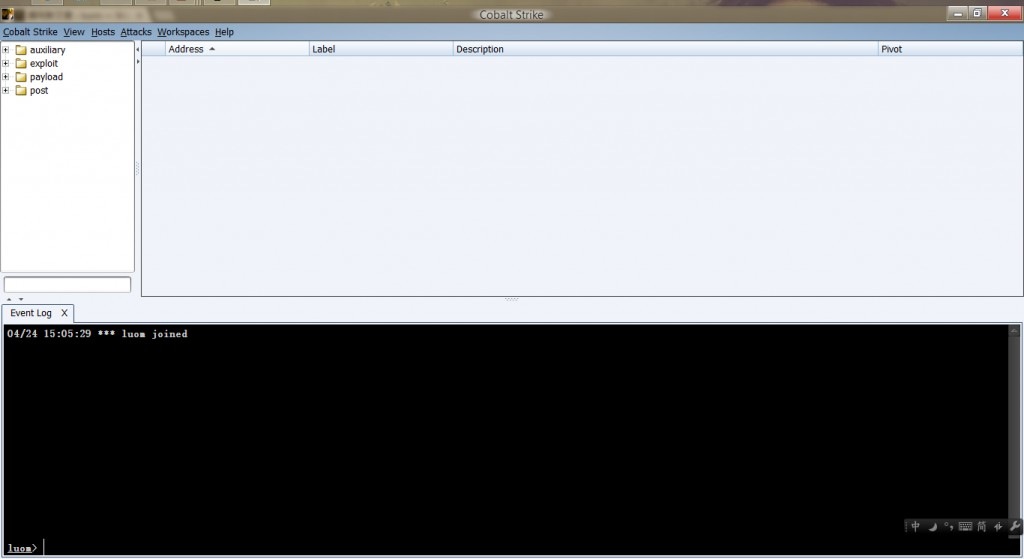 Cobalt Strike
Cobalt Strike View Hosts Attacks Workspaces Help
auxiliary
exploit
payload
post
Address Label Description Pivot
Event Log X
04/24 15:05:29 *** luom joined
luom>
中 简